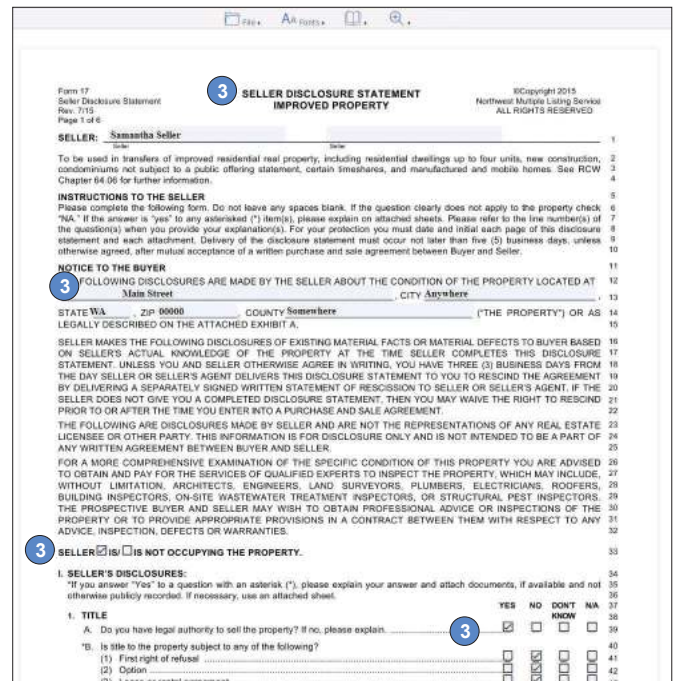 File▾ AA Fonts▾
Form 17
Seller Disclosure Statement
Rev. 7/15
Page 1 of 6
3 SELLER DISCLOSURE STATEMENT
IMPROVED PROPERTY
©Copyright 2015
Northwest Multiple Listing Service
ALL RIGHTS RESERVED
SELLER: Samantha Seller 1
Seller Seller
To be used in transfers of improved residential real property, including residential dwellings up to four units, new construction, 2
condominiums not subject to a public offering statement, certain timeshares, and manufactured and mobile homes. See RCW 3
Chapter 64.06 for further information. 4
INSTRUCTIONS TO THE SELLER 5
Please complete the following form. Do not leave any spaces blank. If the question clearly does not apply to the property check 6
"NA." If the answer is "yes" to any asterisked (*) item(s), please explain on attached sheets. Please refer to the line number(s) of 7
the question(s) when you provide your explanation(s). For your protection you must date and initial each page of this disclosure 8
statement and each attachment. Delivery of the disclosure statement must occur not later than five (5) business days, unless 9
otherwise agreed, after mutual acceptance of a written purchase and sale agreement between Buyer and Seller. 10
NOTICE TO THE BUYER 11
3 FOLLOWING DISCLOSURES ARE MADE BY THE SELLER ABOUT THE CONDITION OF THE PROPERTY LOCATED AT 12
Main Street , CITY Anywhere , 13
STATE WA , ZIP 00000 , COUNTY Somewhere ("THE PROPERTY") OR AS 14
LEGALLY DESCRIBED ON THE ATTACHED EXHIBIT A. 15
SELLER MAKES THE FOLLOWING DISCLOSURES OF EXISTING MATERIAL FACTS OR MATERIAL DEFECTS TO BUYER BASED 16
ON SELLER'S ACTUAL KNOWLEDGE OF THE PROPERTY AT THE TIME SELLER COMPLETES THIS DISCLOSURE 17
STATEMENT. UNLESS YOU AND SELLER OTHERWISE AGREE IN WRITING, YOU HAVE THREE (3) BUSINESS DAYS FROM 18
THE DAY SELLER OR SELLER'S AGENT DELIVERS THIS DISCLOSURE STATEMENT TO YOU TO RESCIND THE AGREEMENT 19
BY DELIVERING A SEPARATELY SIGNED WRITTEN STATEMENT OF RESCISSION TO SELLER OR SELLER'S AGENT. IF THE 20
SELLER DOES NOT GIVE YOU A COMPLETED DISCLOSURE STATEMENT, THEN YOU MAY WAIVE THE RIGHT TO RESCIND 21
PRIOR TO OR AFTER THE TIME YOU ENTER INTO A PURCHASE AND SALE AGREEMENT. 22
THE FOLLOWING ARE DISCLOSURES MADE BY SELLER AND ARE NOT THE REPRESENTATIONS OF ANY REAL ESTATE 23
LICENSEE OR OTHER PARTY. THIS INFORMATION IS FOR DISCLOSURE ONLY AND IS NOT INTENDED TO BE A PART OF 24
ANY WRITTEN AGREEMENT BETWEEN BUYER AND SELLER. 25
FOR A MORE COMPREHENSIVE EXAMINATION OF THE SPECIFIC CONDITION OF THIS PROPERTY YOU ARE ADVISED 26
TO OBTAIN AND PAY FOR THE SERVICES OF QUALIFIED EXPERTS TO INSPECT THE PROPERTY, WHICH MAY INCLUDE, 27
WITHOUT LIMITATION, ARCHITECTS, ENGINEERS, LAND SURVEYORS, PLUMBERS, ELECTRICIANS, ROOFERS, 28
BUILDING INSPECTORS, ON-SITE WASTEWATER TREATMENT INSPECTORS, OR STRUCTURAL PEST INSPECTORS. 29
THE PROSPECTIVE BUYER AND SELLER MAY WISH TO OBTAIN PROFESSIONAL ADVICE OR INSPECTIONS OF THE 30
PROPERTY OR TO PROVIDE APPROPRIATE PROVISIONS IN A CONTRACT BETWEEN THEM WITH RESPECT TO ANY 31
ADVICE, INSPECTION, DEFECTS OR WARRANTIES. 32
3 SELLER ☑ IS/ ☐ IS NOT OCCUPYING THE PROPERTY. 33
I. SELLER'S DISCLOSURES: 34
*If you answer "Yes" to a question with an asterisk (*), please explain your answer and attach documents, if available and not 35
otherwise publicly recorded. If necessary, use an attached sheet. 36
YES NO DON'T KNOW N/A 37
1. TITLE 38
A. Do you have legal authority to sell the property? If no, please explain. 3 ☑ ☐ ☐ ☐ 39
*B. Is title to the property subject to any of the following? 40
(1) First right of refusal ☐ ☑ ☐ ☐ 41
(2) Option ☐ ☑ ☐ ☐ 42